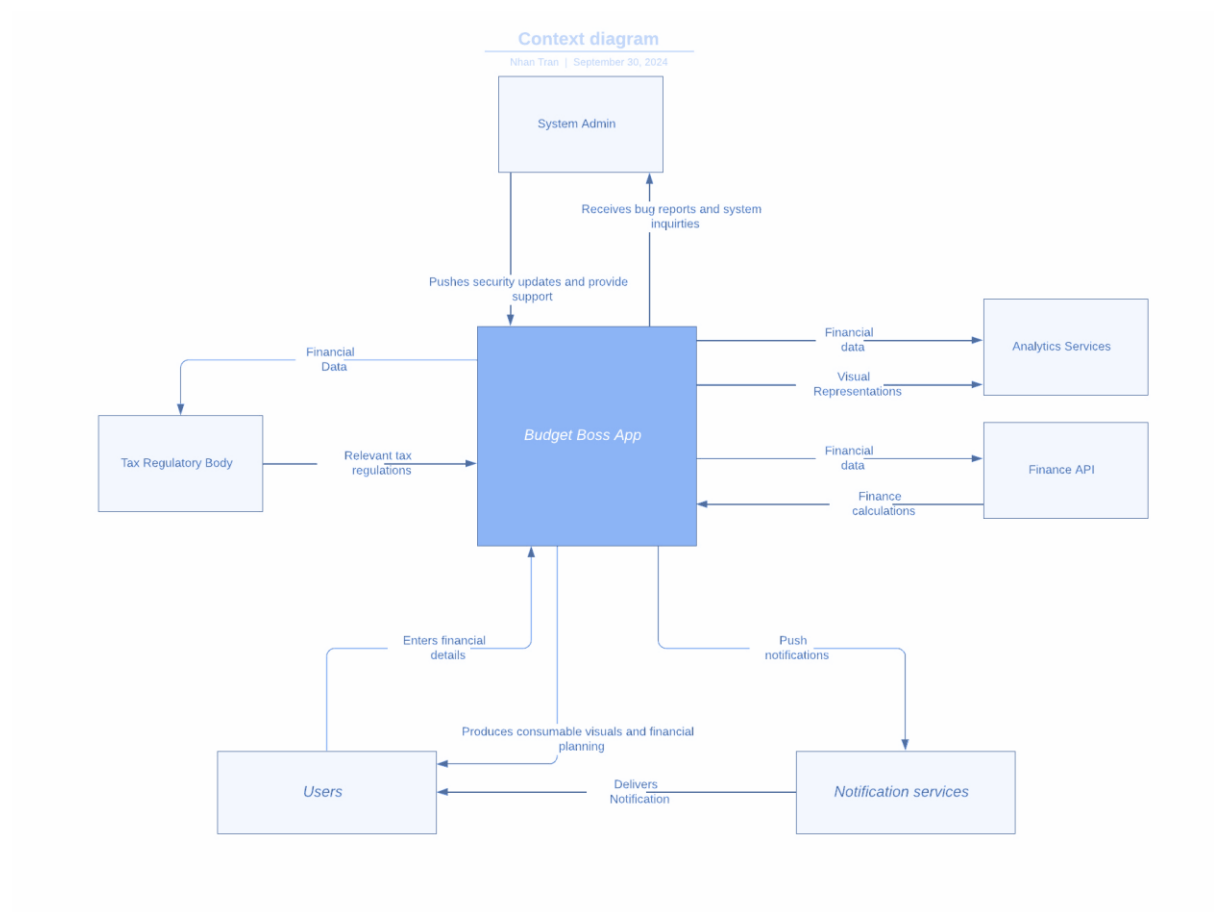 Context diagram
Nhan Tran | September 30, 2024
System Admin
Receives bug reports and system
inquirties
Pushes security updates and provide
support
Financial
Data
Financial
data
Analytics Services
Visual
Representations
Budget Boss App
Tax Regulatory Body
Relevant tax
regulations
Financial
data
Finance API
Finance
calculations
Enters financial
details
Push
notifications
Produces consumable visuals and financial
planning
Users
Delivers
Notification
Notification services